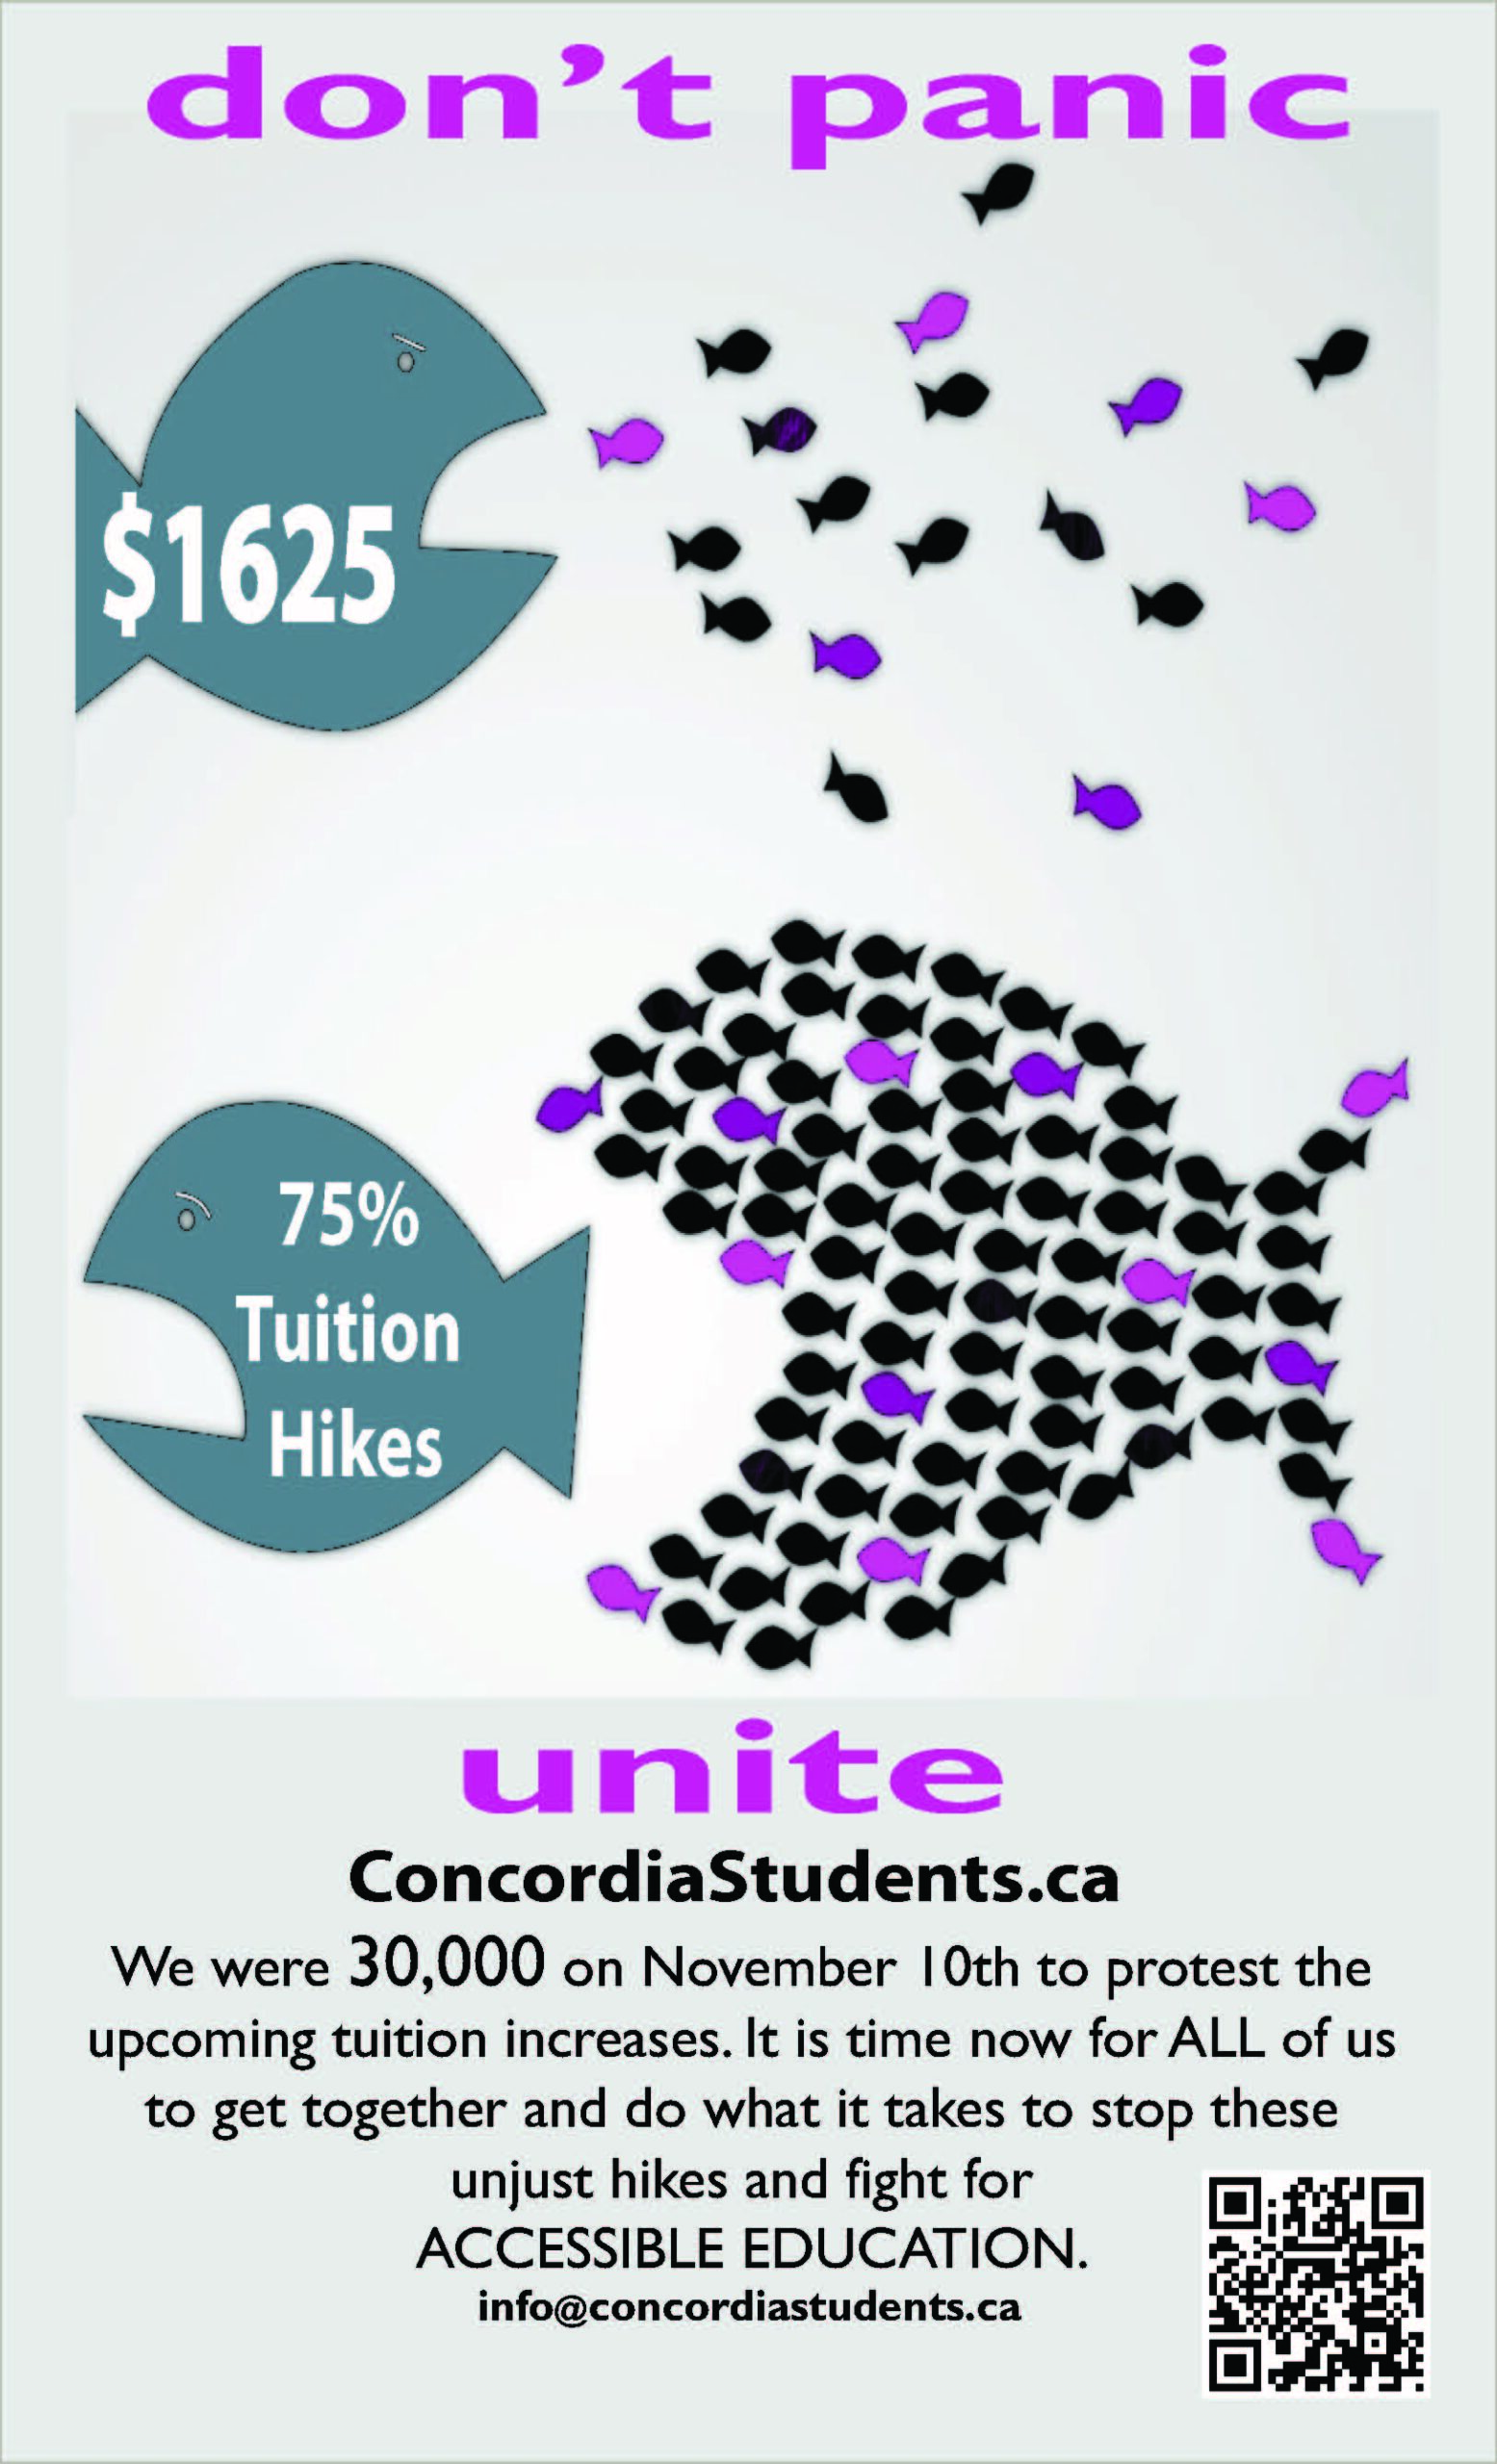 don’t panic
$1625
75%
Tuition
Hikes
unite
ConcordiaStudents.ca
We were 30,000 on November 10th to protest the
upcoming tuition increases. It is time now for ALL of us
to get together and do what it takes to stop these
unjust hikes and fight for
ACCESSIBLE EDUCATION.
info@concordiastudents.ca